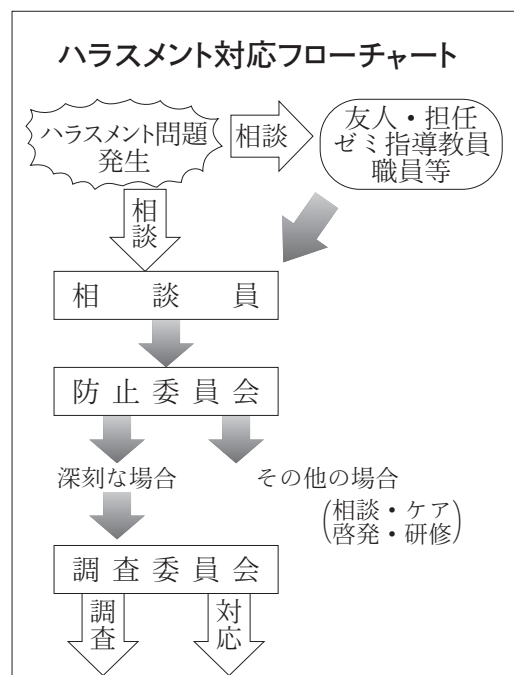 ハラスメント対応フローチャート
ハラスメント問題
発生
相談
友人・担任
ゼミ指導教員
職員等
相談
相談員
防止委員会
深刻な場合
その他の場合
(相談・ケア
啓発・研修)
調査委員会
調査
対応